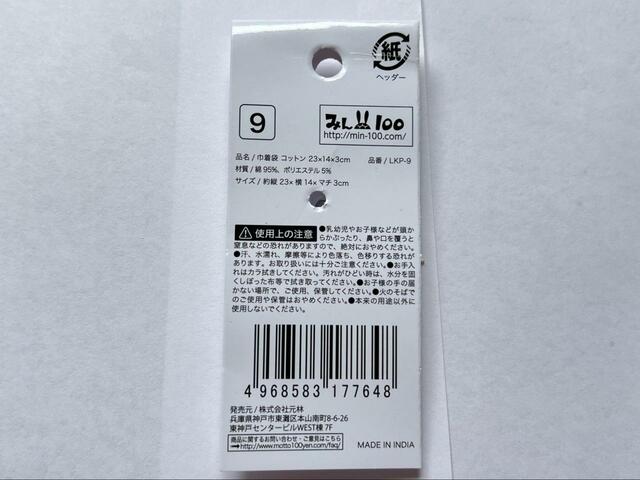 紙
ヘッダー
9
みん100
http://min-100.com/
品名／巾着袋 コットン 23×14×3cm 品番／LKP-9
材質／綿95%、ポリエステル5%
サイズ／約縦23× 横14× マチ3cm
使用上の注意 ●乳幼児やお子様などが頭
からかぶったり、鼻や口を覆うと
窒息などの恐れがありますので、絶対におやめください。
●汗、水濡れ、摩擦等により色落ち、色移りする恐れが
あります。お取り扱いには十分ご注意ください。●お手入
れはカラ拭きしてください。汚れがひどい時は、水分を固
くしぼった布等で拭き取ってください。●お子様の手の届
かない場所で、ご使用、保管してください。●火のそばで
のご使用や保管はおやめください。●本来の用途以外に
使用しないでください。
4 968583 177648
発売元／株式会社元林
兵庫県神戸市東灘区本山南町8-6-26
東神戸センタービルWEST棟 7F
商品に関するお問い合わせ・ご意見はこちら
→http://www.motto100yen.com/faq/
MADE IN INDIA